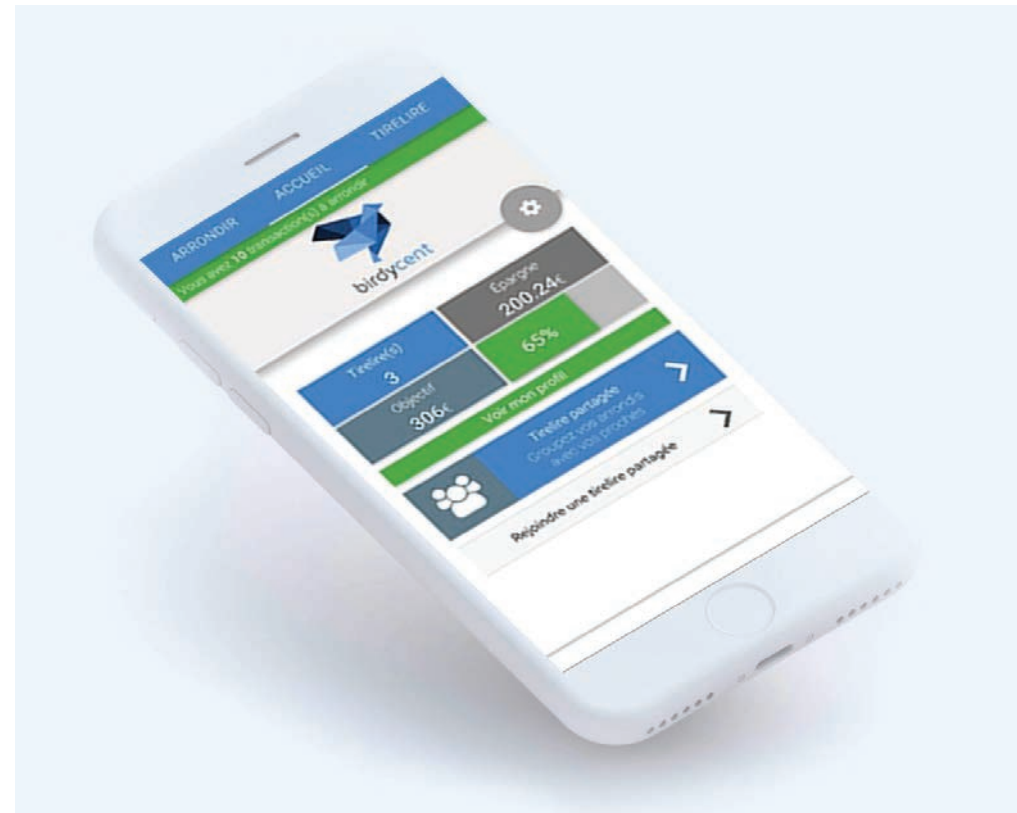 ARRONDIR
ACCUEIL
TIRELIRE
Vous avez 10 transaction(s) à arrondir
birdycent
Tirelire(s)
3
Épargne
200.24€
Objectif
306€
65%
Voir mon profil
Tirelire partagée
Groupez vos arrondis
avec vos proches
Rejoindre une tirelire partagée